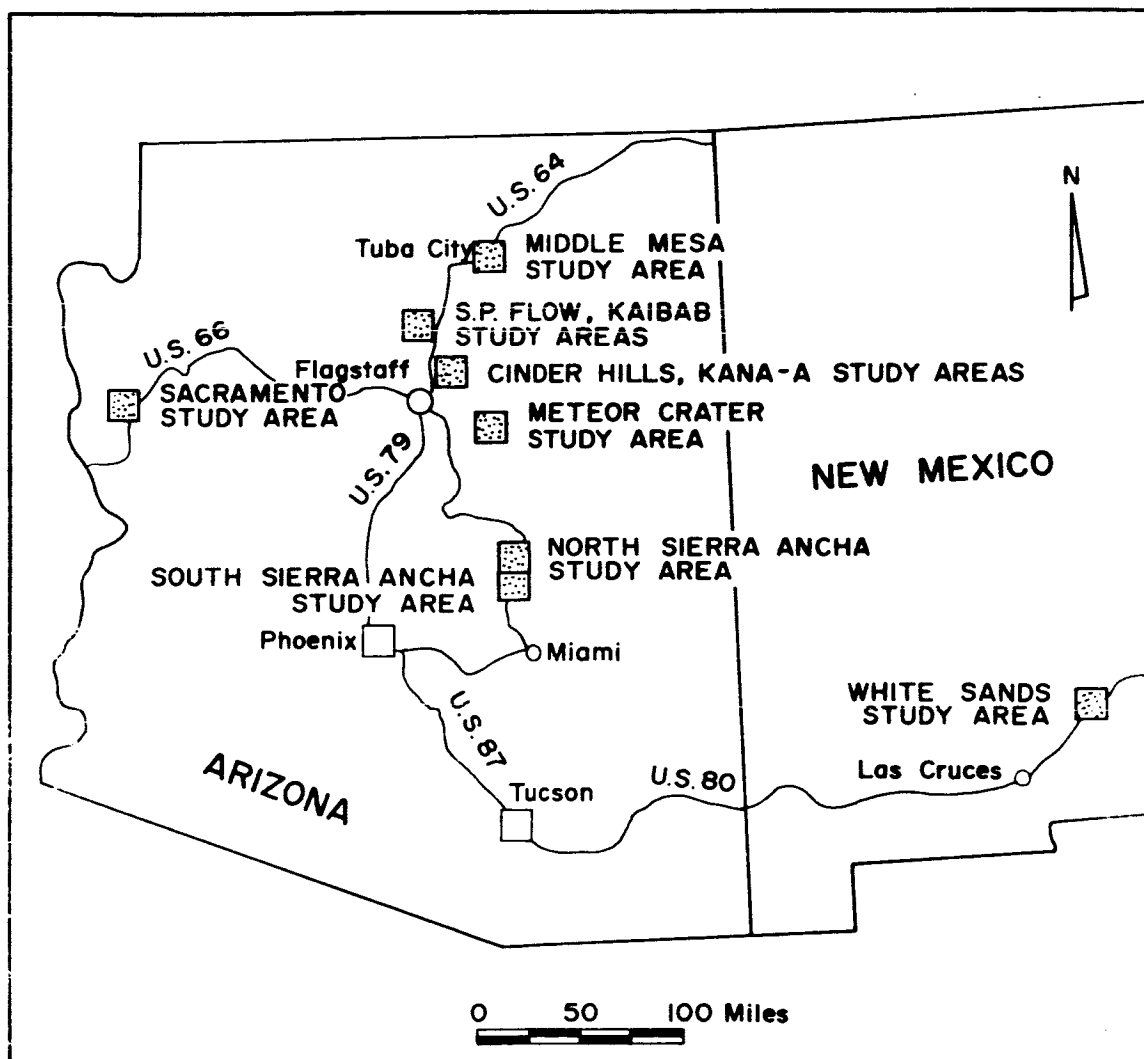 N
U.S. 64
Tuba City
MIDDLE MESA
STUDY AREA
S.P. FLOW, KAIBAB
STUDY AREAS
U.S. 66
Flagstaff
CINDER HILLS, KANA-A STUDY AREAS
SACRAMENTO
STUDY AREA
METEOR CRATER
STUDY AREA
U.S. 79
NEW MEXICO
NORTH SIERRA ANCHA
STUDY AREA
SOUTH SIERRA ANCHA
STUDY AREA
Phoenix
Miami
WHITE SANDS
STUDY AREA
U.S. 87
ARIZONA
Tucson
U.S. 80
Las Cruces
0 50 100 Miles